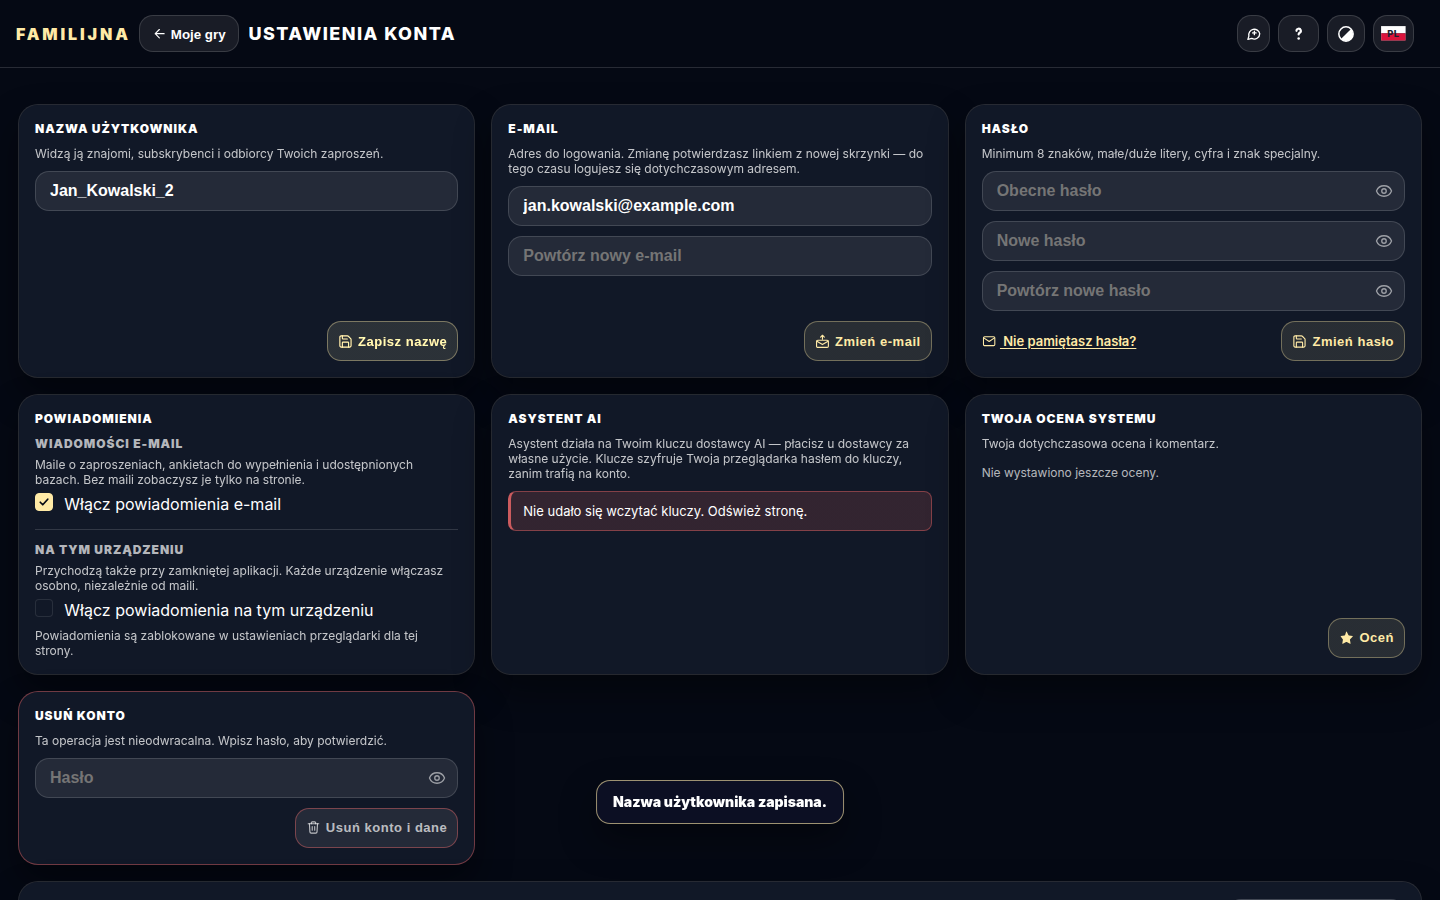 FAMILIJNA
Moje gry
USTAWIENIA KONTA
?
PL
NAZWA UŻYTKOWNIKA
Widzą ją znajomi, subskrybenci i odbiorcy Twoich zaproszeń.
Jan_Kowalski_2
Zapisz nazwę
E-MAIL
Adres do logowania. Zmianę potwierdzasz linkiem z nowej skrzynki — do
tego czasu logujesz się dotychczasowym adresem.
jan.kowalski@example.com
Powtórz nowy e-mail
Zmień e-mail
HASŁO
Minimum 8 znaków, małe/duże litery, cyfra i znak specjalny.
Obecne hasło
Nowe hasło
Powtórz nowe hasło
Nie pamiętasz hasła?
Zmień hasło
POWIADOMIENIA
WIADOMOŚCI E-MAIL
Maile o zaproszeniach, ankietach do wypełnienia i udostępnionych
bazach. Bez maili zobaczysz je tylko na stronie.
Włącz powiadomienia e-mail
NA TYM URZĄDZENIU
Przychodzą także przy zamkniętej aplikacji. Każde urządzenie włączasz
osobno, niezależnie od maili.
Włącz powiadomienia na tym urządzeniu
Powiadomienia są zablokowane w ustawieniach przeglądarki dla tej
strony.
ASYSTENT AI
Asystent działa na Twoim kluczu dostawcy AI — płacisz u dostawcy za
własne użycie. Klucze szyfruje Twoja przeglądarka hasłem do kluczy,
zanim trafią na konto.
Nie udało się wczytać kluczy. Odśwież stronę.
TWOJA OCENA SYSTEMU
Twoja dotychczasowa ocena i komentarz.
Nie wystawiono jeszcze oceny.
Oceń
USUŃ KONTO
Ta operacja jest nieodwracalna. Wpisz hasło, aby potwierdzić.
Hasło
Usuń konto i dane
Nazwa użytkownika zapisana.